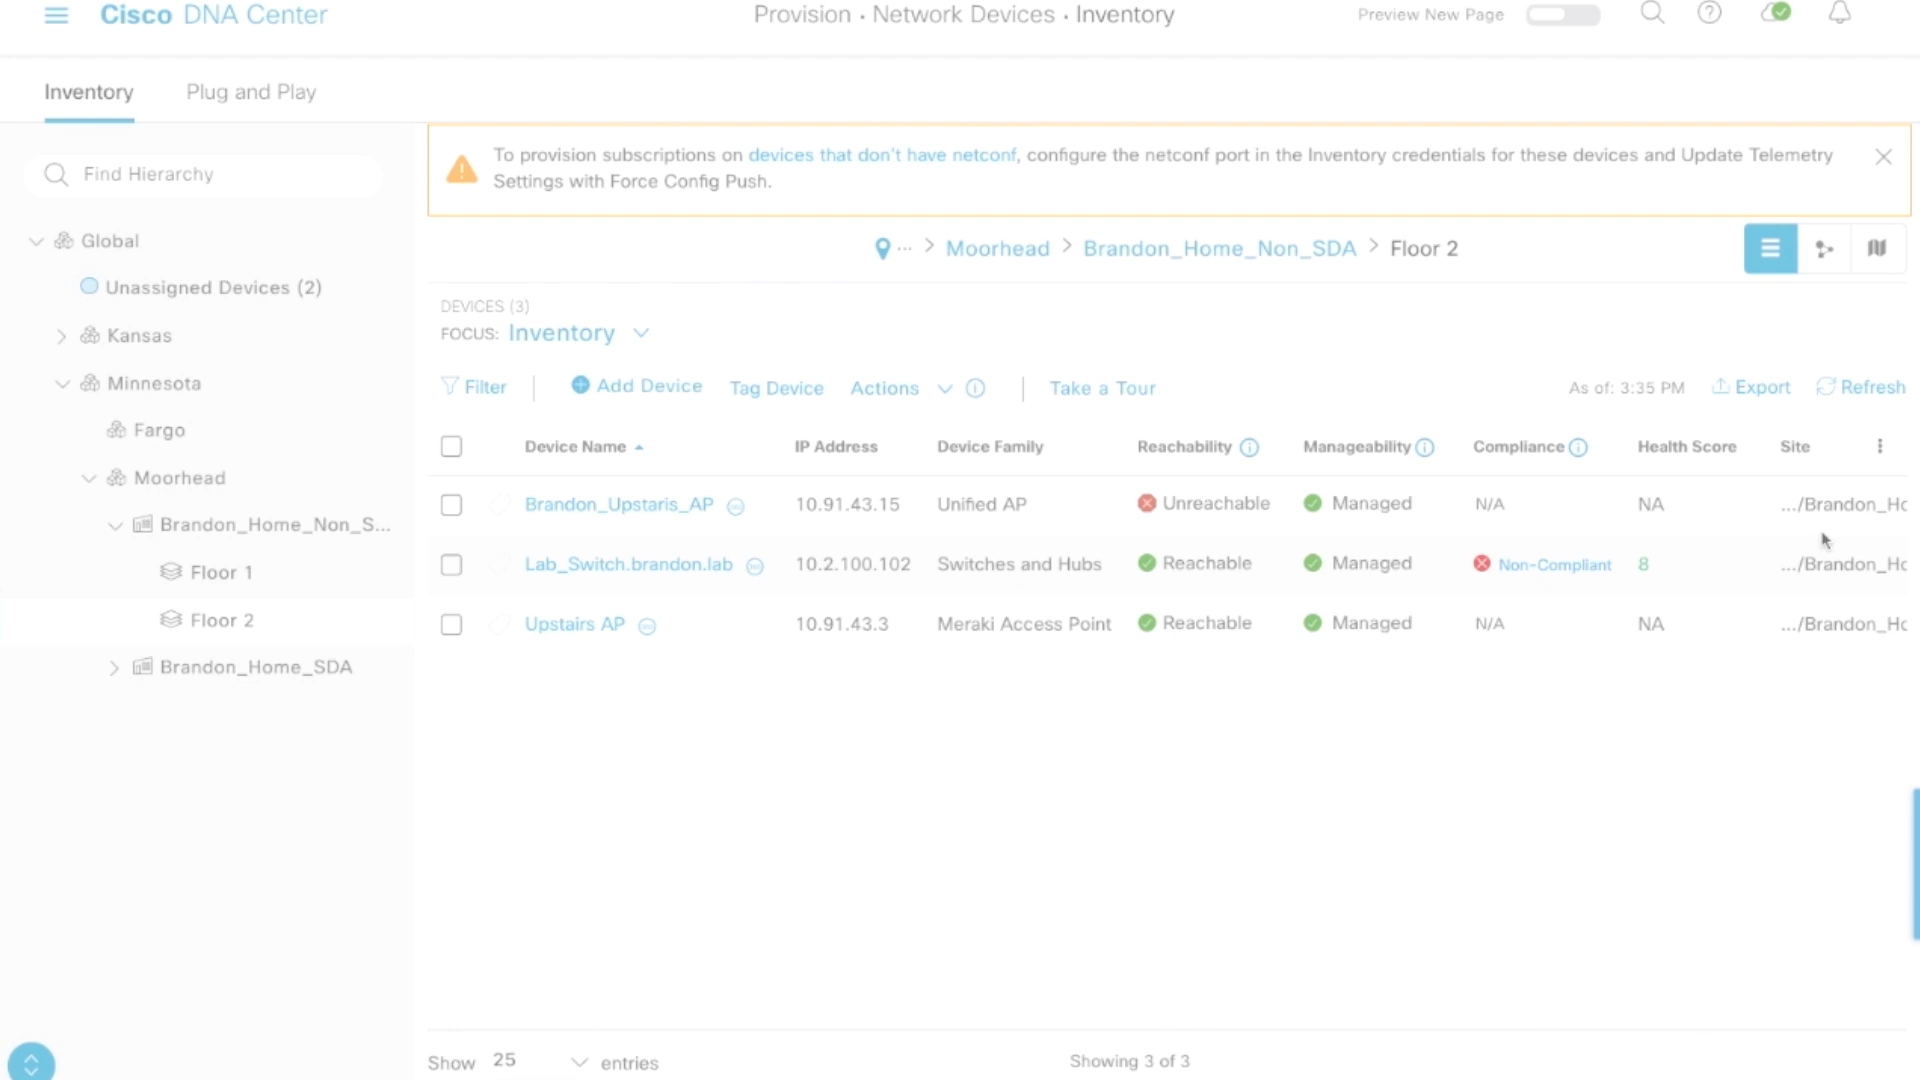 Cisco DNA Center
Provision • Network Devices • Inventory
Preview New Page
Inventory
Plug and Play
Find Hierarchy
To provision subscriptions on devices that don't have netconf, configure the netconf port in the Inventory credentials for these devices and Update Telemetry
Settings with Force Config Push.
Global
Unassigned Devices (2)
Kansas
Minnesota
Fargo
Moorhead
Brandon_Home_Non_S...
Floor 1
Floor 2
Brandon_Home_SDA
... > Moorhead > Brandon_Home_Non_SDA > Floor 2
DEVICES (3)
FOCUS: Inventory
Filter Add Device Tag Device Actions Take a Tour As of: 3:35 PM Export Refresh
Device Name IP Address Device Family Reachability Manageability Compliance Health Score Site
Brandon_Upstaris_AP 10.91.43.15 Unified AP Unreachable Managed N/A NA .../Brandon_Ho
Lab_Switch.brandon.lab 10.2.100.102 Switches and Hubs Reachable Managed Non-Compliant 8 .../Brandon_Ho
Upstairs AP 10.91.43.3 Meraki Access Point Reachable Managed N/A NA .../Brandon_Ho
Show 25 entries
Showing 3 of 3